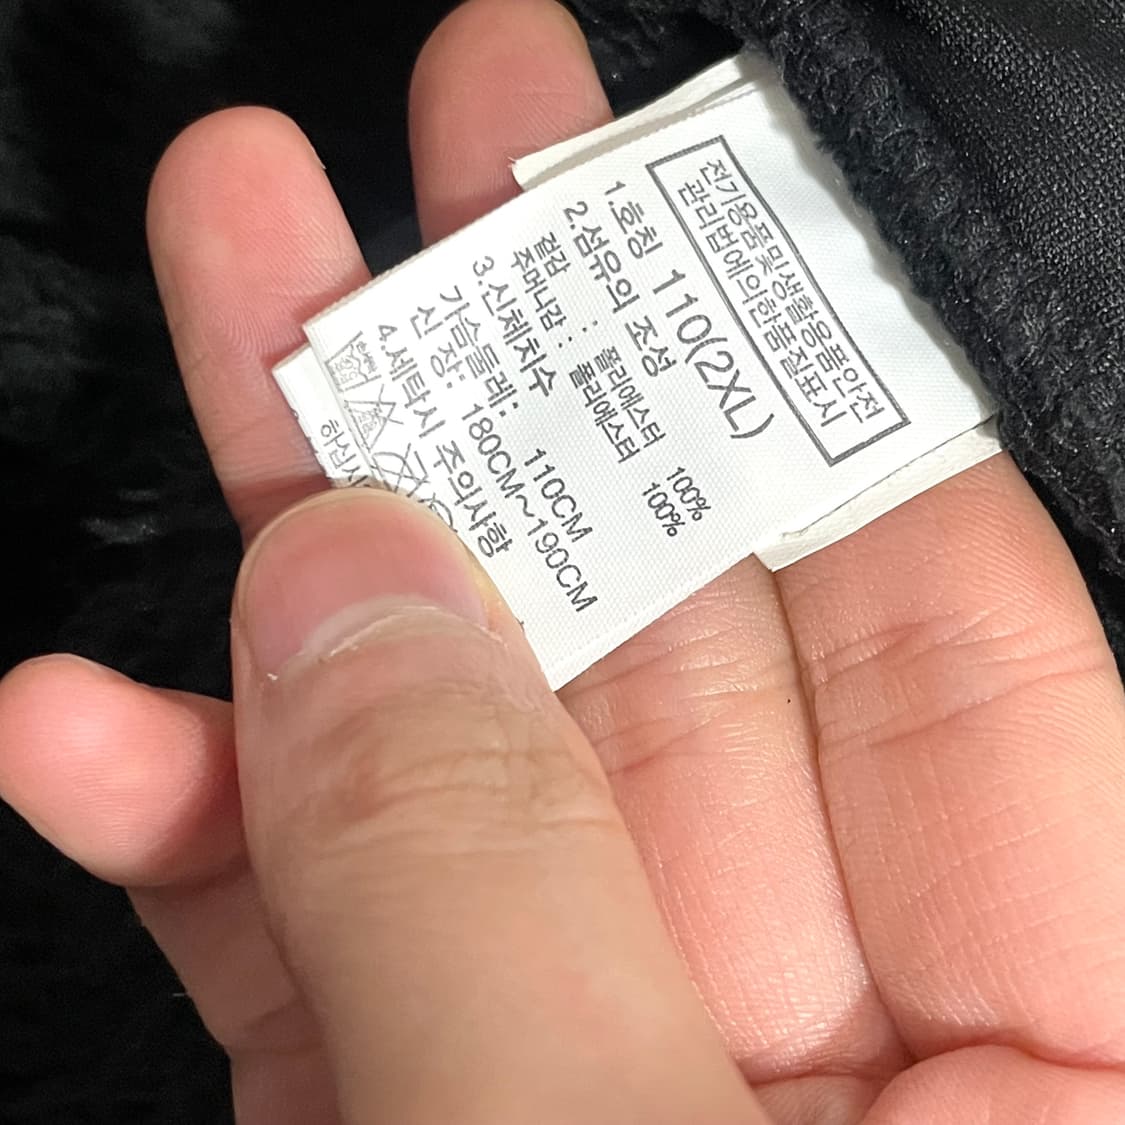 전기용품및생활용품안전
관리법에의한품질표시
1.호칭 110(2XL)
2.섬유의 조성
겉감 : 폴리에스터 100%
주머니감 : 폴리에스터 100%
3.신체치수
가슴둘레: 110CM
신 장: 180CM~190CM
4.세탁시 주의사항